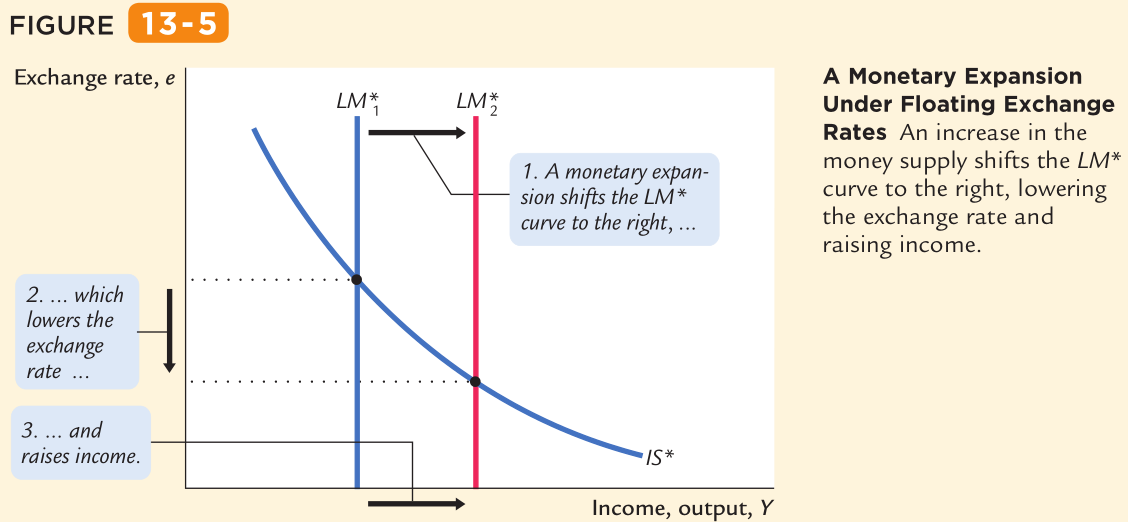 FIGURE 13-5
Exchange rate, e
LM*1
LM*2
1. A monetary expan-
sion shifts the LM*
curve to the right, ...
2. ... which
lowers the
exchange
rate ...
3. ... and
raises income.
IS*
Income, output, Y
A Monetary Expansion
Under Floating Exchange
Rates An increase in the
money supply shifts the LM*
curve to the right, lowering
the exchange rate and
raising income.